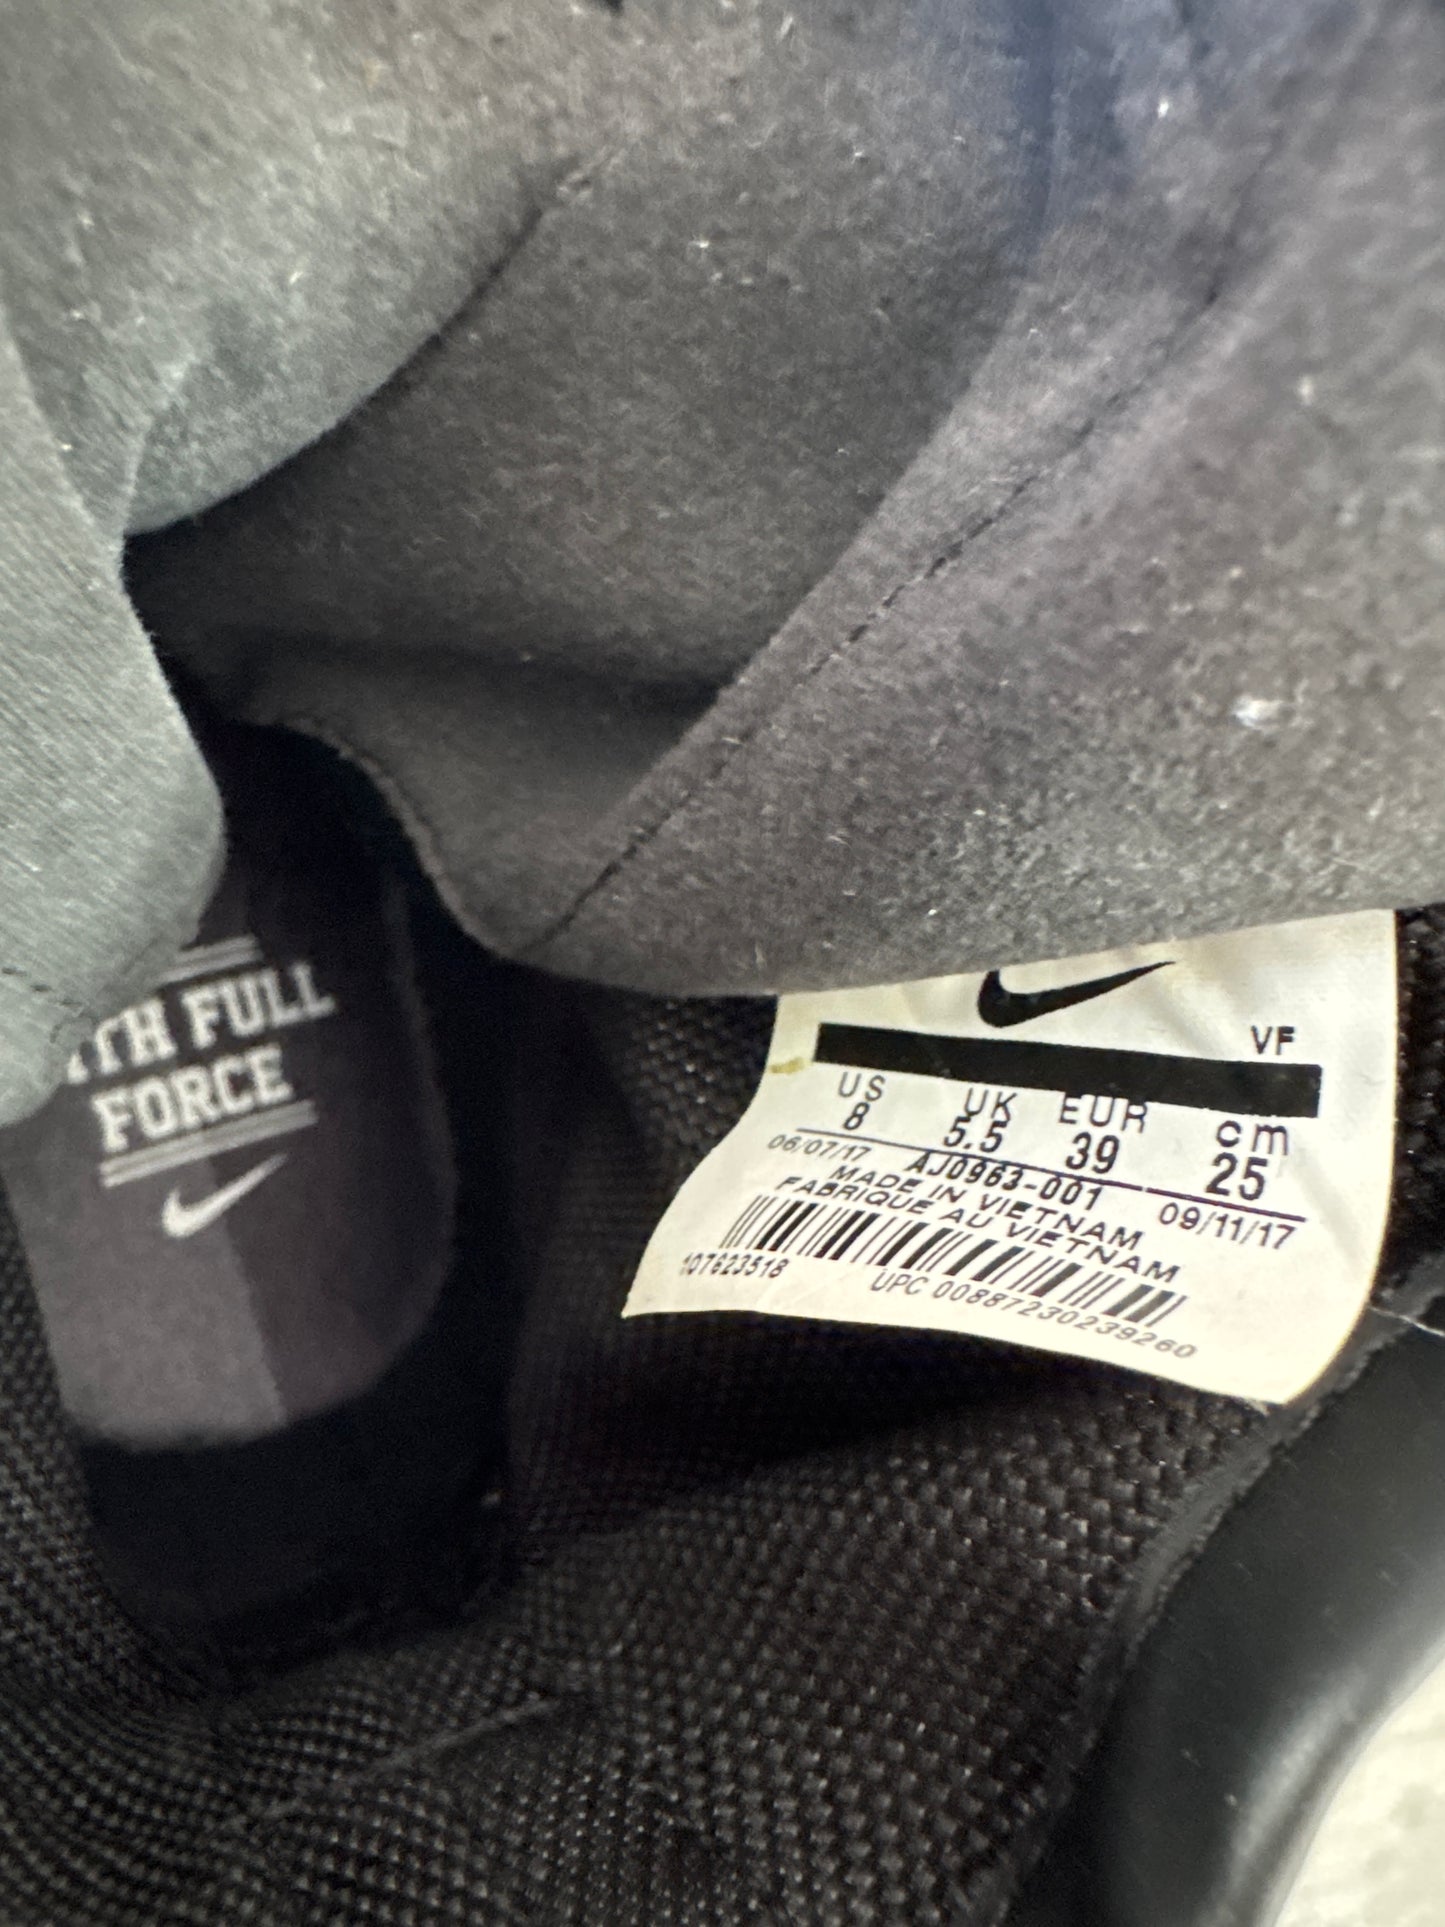 ITH FULL
FORCE
VF
US UK EUR cm
8 5.5 39 25
06/07/17 AJ0963-001 09/11/17
MADE IN VIETNAM
FABRIQUE AU VIETNAM
107623518 UPC 00887230239260